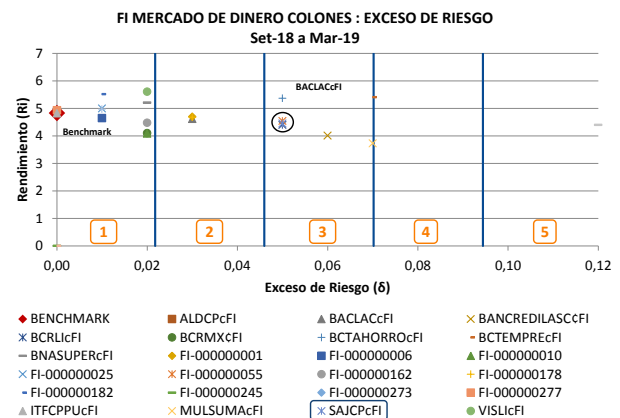 FI MERCADO DE DINERO COLONES : EXCESO DE RIESGO
Set-18 a Mar-19
Rendimiento (Ri)
7
6
5
4
3
2
1
0
BACLACcFI
Benchmark
1 2 3 4 5
0,00 0,02 0,04 0,06 0,08 0,10 0,12
Exceso de Riesgo (δ)
BENCHMARK ALDCPcFI BACLACcFI BANCREDILASC¢FI
BCRLIcFI BCRMX¢FI BCTAHORROcFI BCTEMPREcFI
BNASUPERcFI FI-000000001 FI-000000006 FI-000000010
FI-000000025 FI-000000055 FI-000000162 FI-000000178
FI-000000182 FI-000000245 FI-000000273 FI-000000277
ITFCPPUcFI MULSUMAcFI SAJCPcFI VISLIcFI